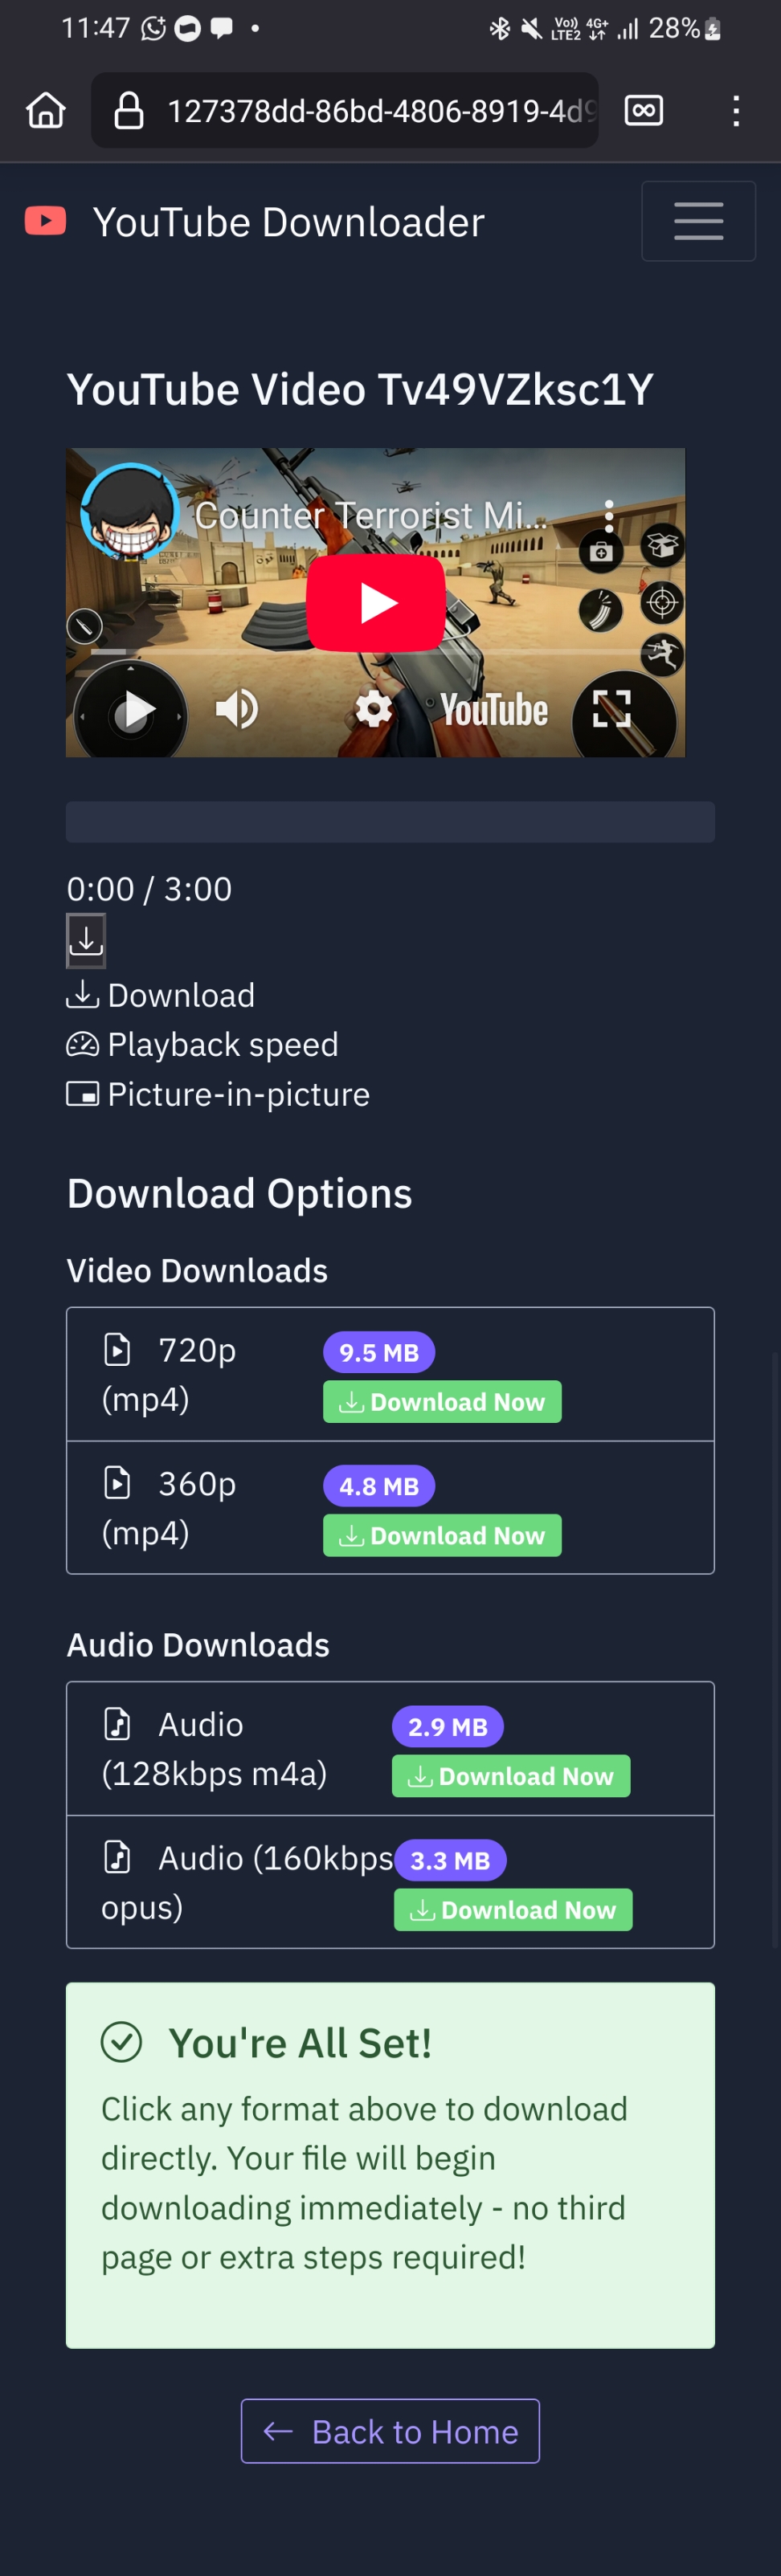 11:47
Vo)) LTE2 4G+ 28%
127378dd-86bd-4806-8919-4d9
YouTube Downloader
YouTube Video Tv49VZksc1Y
Counter Terrorist Mi...
YouTube
0:00 / 3:00
Download
Playback speed
Picture-in-picture
Download Options
Video Downloads
720p (mp4)
9.5 MB
Download Now
360p (mp4)
4.8 MB
Download Now
Audio Downloads
Audio (128kbps m4a)
2.9 MB
Download Now
Audio (160kbps opus)
3.3 MB
Download Now
You're All Set!
Click any format above to download
directly. Your file will begin
downloading immediately - no third
page or extra steps required!
Back to Home